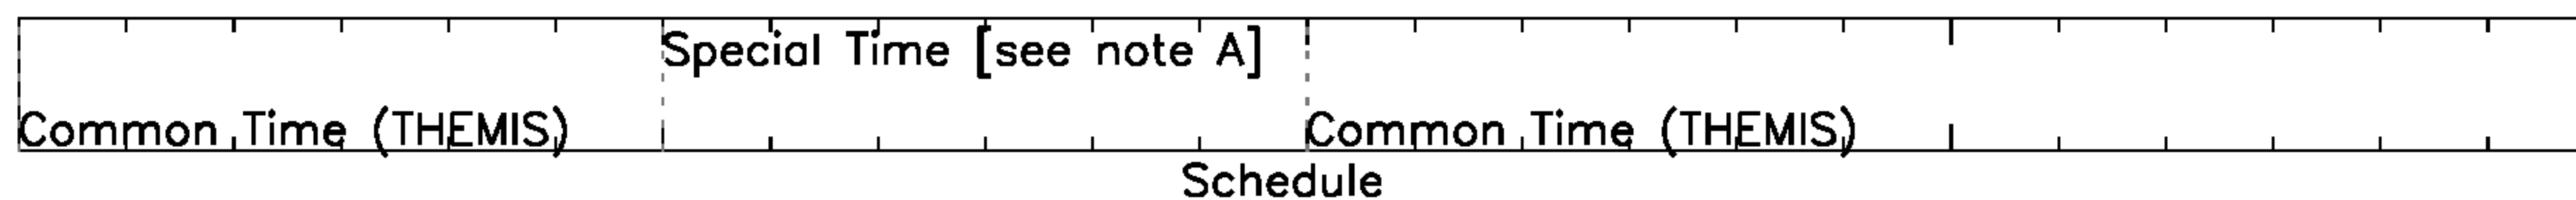 Special Time [see note A]
Common Time (THEMIS) Common Time (THEMIS)
Schedule